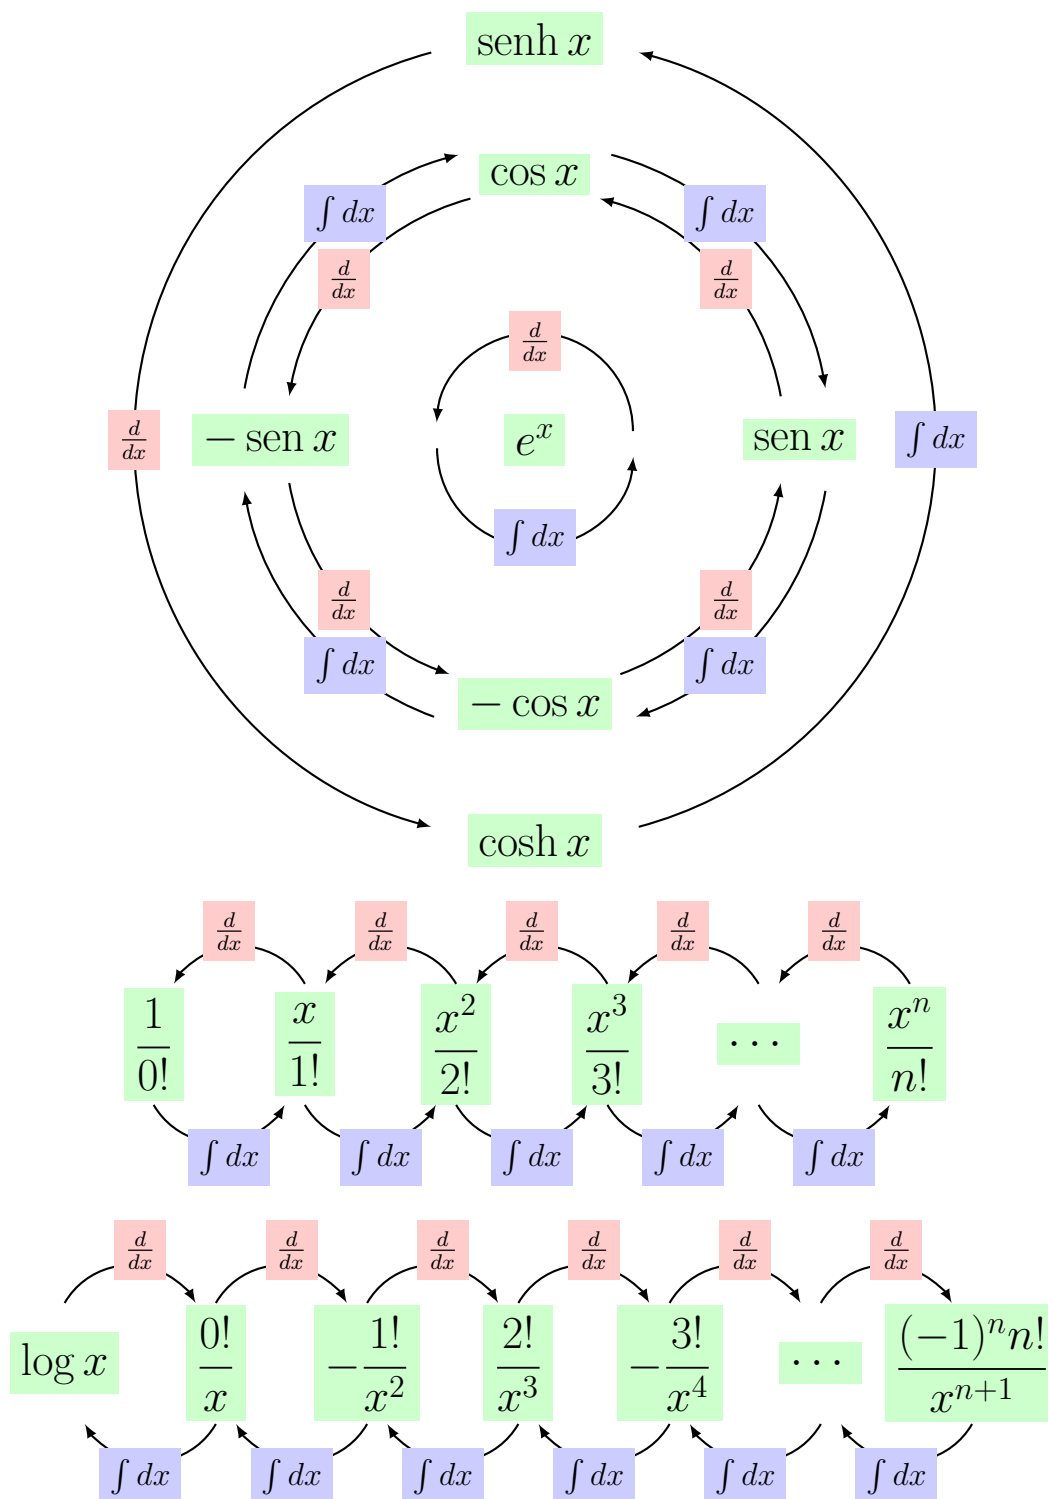 senh x
cos x
∫ dx ∫ dx
d/dx d/dx
d/dx
d/dx − sen x e^x sen x ∫ dx
∫ dx
d/dx d/dx
∫ dx ∫ dx
− cos x
cosh x
d/dx d/dx d/dx d/dx d/dx
1/0! x/1! x^2/2! x^3/3! ··· x^n/n!
∫ dx ∫ dx ∫ dx ∫ dx ∫ dx
d/dx d/dx d/dx d/dx d/dx d/dx
log x 0!/x −1!/x^2 2!/x^3 −3!/x^4 ··· (−1)^n n!/x^{n+1}
∫ dx ∫ dx ∫ dx ∫ dx ∫ dx ∫ dx